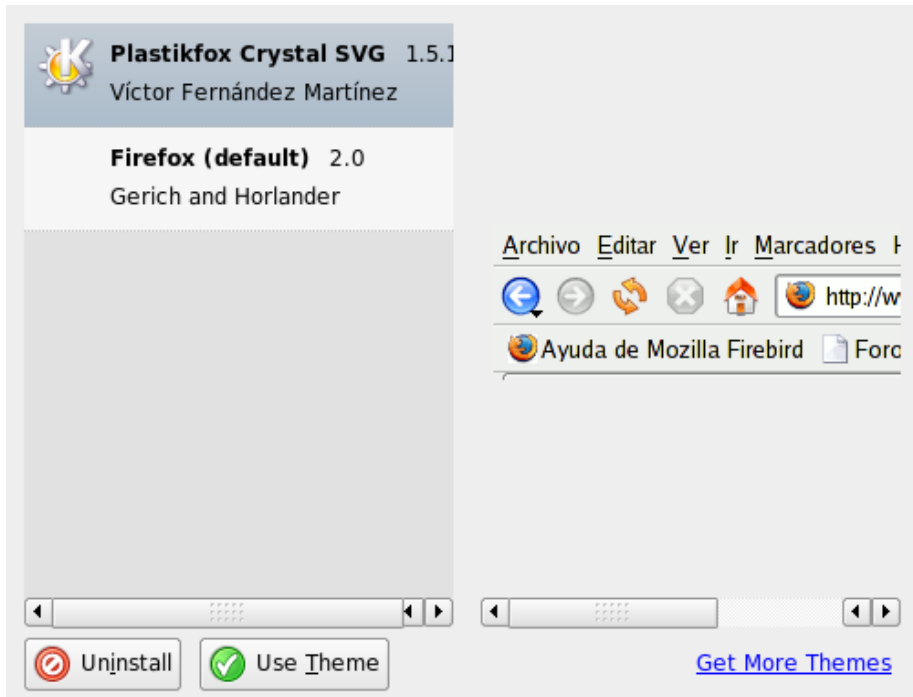 Plastikfox Crystal SVG 1.5.1
Víctor Fernández Martínez
Firefox (default) 2.0
Gerich and Horlander
Archivo Editar Ver Ir Marcadores
http://w
Ayuda de Mozilla Firebird Foro
Uninstall Use Theme Get More Themes